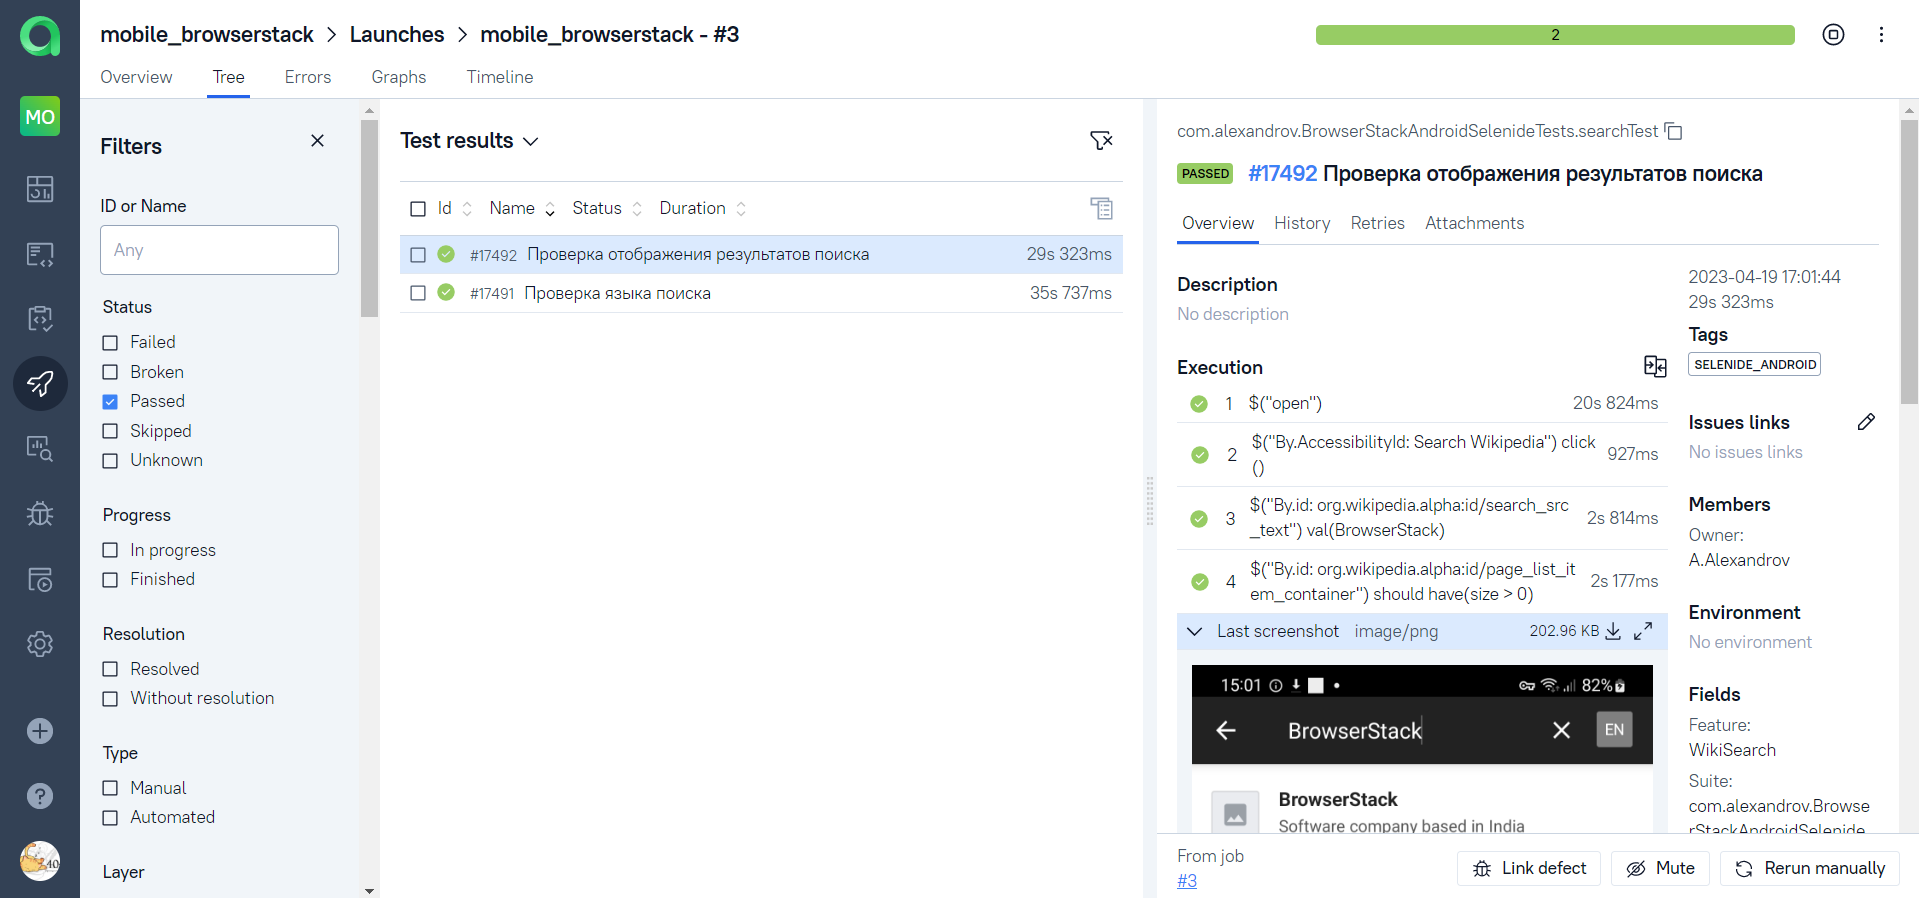 mobile_browserstack > Launches > mobile_browserstack - #3
2
Overview Tree Errors Graphs Timeline
MO
Filters
ID or Name
Any
Status
Failed
Broken
Passed
Skipped
Unknown
Progress
In progress
Finished
Resolution
Resolved
Without resolution
Type
Manual
Automated
Layer
40
Test results
Id Name Status Duration
#17492 Проверка отображения результатов поиска 29s 323ms
#17491 Проверка языка поиска 35s 737ms
com.alexandrov.BrowserStackAndroidSelenideTests.searchTest
PASSED #17492 Проверка отображения результатов поиска
Overview History Retries Attachments
Description
No description
Execution
1 $("open") 20s 824ms
2 $("By.AccessibilityId: Search Wikipedia") click
() 927ms
3 $("By.id: org.wikipedia.alpha:id/search_src
_text") val(BrowserStack) 2s 814ms
4 $("By.id: org.wikipedia.alpha:id/page_list_it
em_container") should have(size > 0) 2s 177ms
Last screenshot image/png 202.96 KB
15:01 82%
BrowserStack EN
BrowserStack
Software company based in India
2023-04-19 17:01:44
29s 323ms
Tags
SELENIDE_ANDROID
Issues links
No issues links
Members
Owner:
A.Alexandrov
Environment
No environment
Fields
Feature:
WikiSearch
Suite:
com.alexandrov.Browse
rStackAndroidSelenide
From job
#3
Link defect Mute Rerun manually